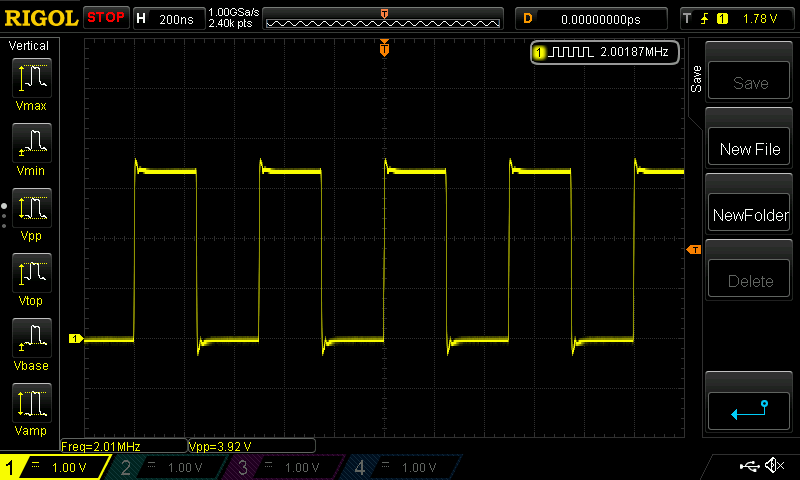 RIGOL STOP H 200ns 1.00GSa/s 2.40k pts T D 0.00000000ps T 1 1.78 V
Vertical
T
1 2.00187MHz
Save
Save
Vmax
New File
Vmin
NewFolder
Vpp
T
Delete
Vtop
1
Vbase
Vamp
Freq=2.01MHz Vpp=3.92 V
1 1.00 V 2 1.00 V 3 1.00 V 4 1.00 V